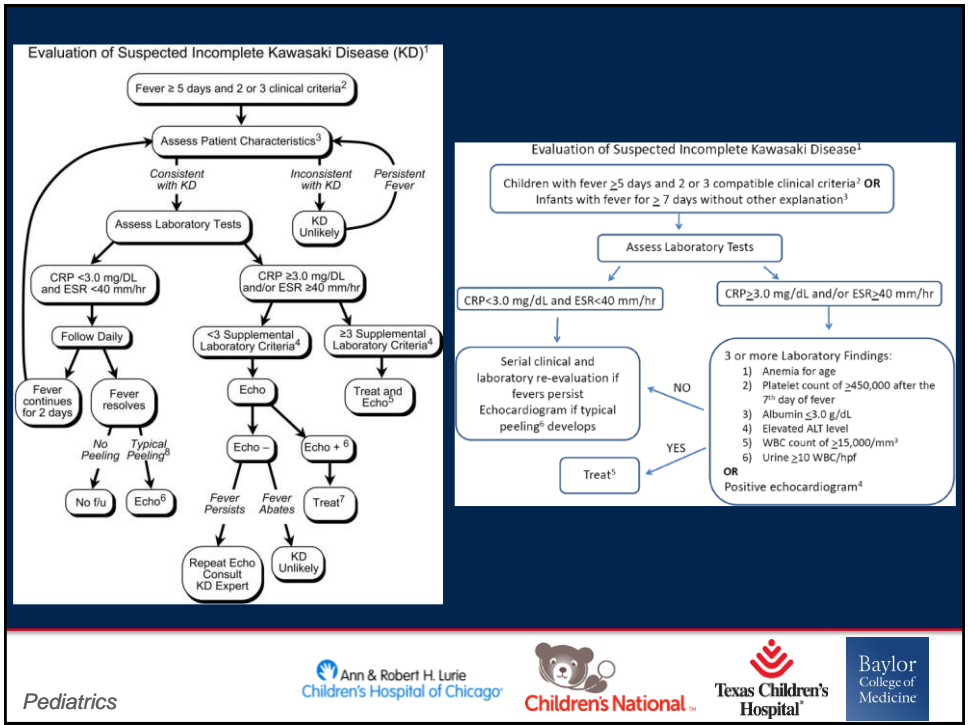 Evaluation of Suspected Incomplete Kawasaki Disease (KD)1
Fever ≥ 5 days and 2 or 3 clinical criteria2
Assess Patient Characteristics3
Consistent
with KD
Inconsistent
with KD
Persistent
Fever
Assess Laboratory Tests
KD
Unlikely
CRP <3.0 mg/DL
and ESR <40 mm/hr
CRP ≥3.0 mg/DL
and/or ESR ≥40 mm/hr
Follow Daily
<3 Supplemental
Laboratory Criteria4
≥3 Supplemental
Laboratory Criteria4
Fever
continues
for 2 days
Fever
resolves
Echo
Treat and
Echo5
No
Peeling
Typical
Peeling8
Echo –
Echo + 6
No f/u
Echo6
Fever
Persists
Fever
Abates
Treat7
Repeat Echo
Consult
KD Expert
KD
Unlikely
Evaluation of Suspected Incomplete Kawasaki Disease1
Children with fever ≥5 days and 2 or 3 compatible clinical criteria2 OR
Infants with fever for ≥ 7 days without other explanation3
Assess Laboratory Tests
CRP<3.0 mg/dL and ESR<40 mm/hr
CRP≥3.0 mg/dL and/or ESR≥40 mm/hr
Serial clinical and
laboratory re-evaluation if
fevers persist
Echocardiogram if typical
peeling6 develops
NO
YES
Treat5
3 or more Laboratory Findings:
1) Anemia for age
2) Platelet count of ≥450,000 after the
7th day of fever
3) Albumin ≤3.0 g/dL
4) Elevated ALT level
5) WBC count of ≥15,000/mm3
6) Urine ≥10 WBC/hpf
OR
Positive echocardiogram4
Pediatrics
Ann & Robert H. Lurie
Children's Hospital of Chicago®
Children's National ™
Texas Children's
Hospital®
Baylor
College of
Medicine